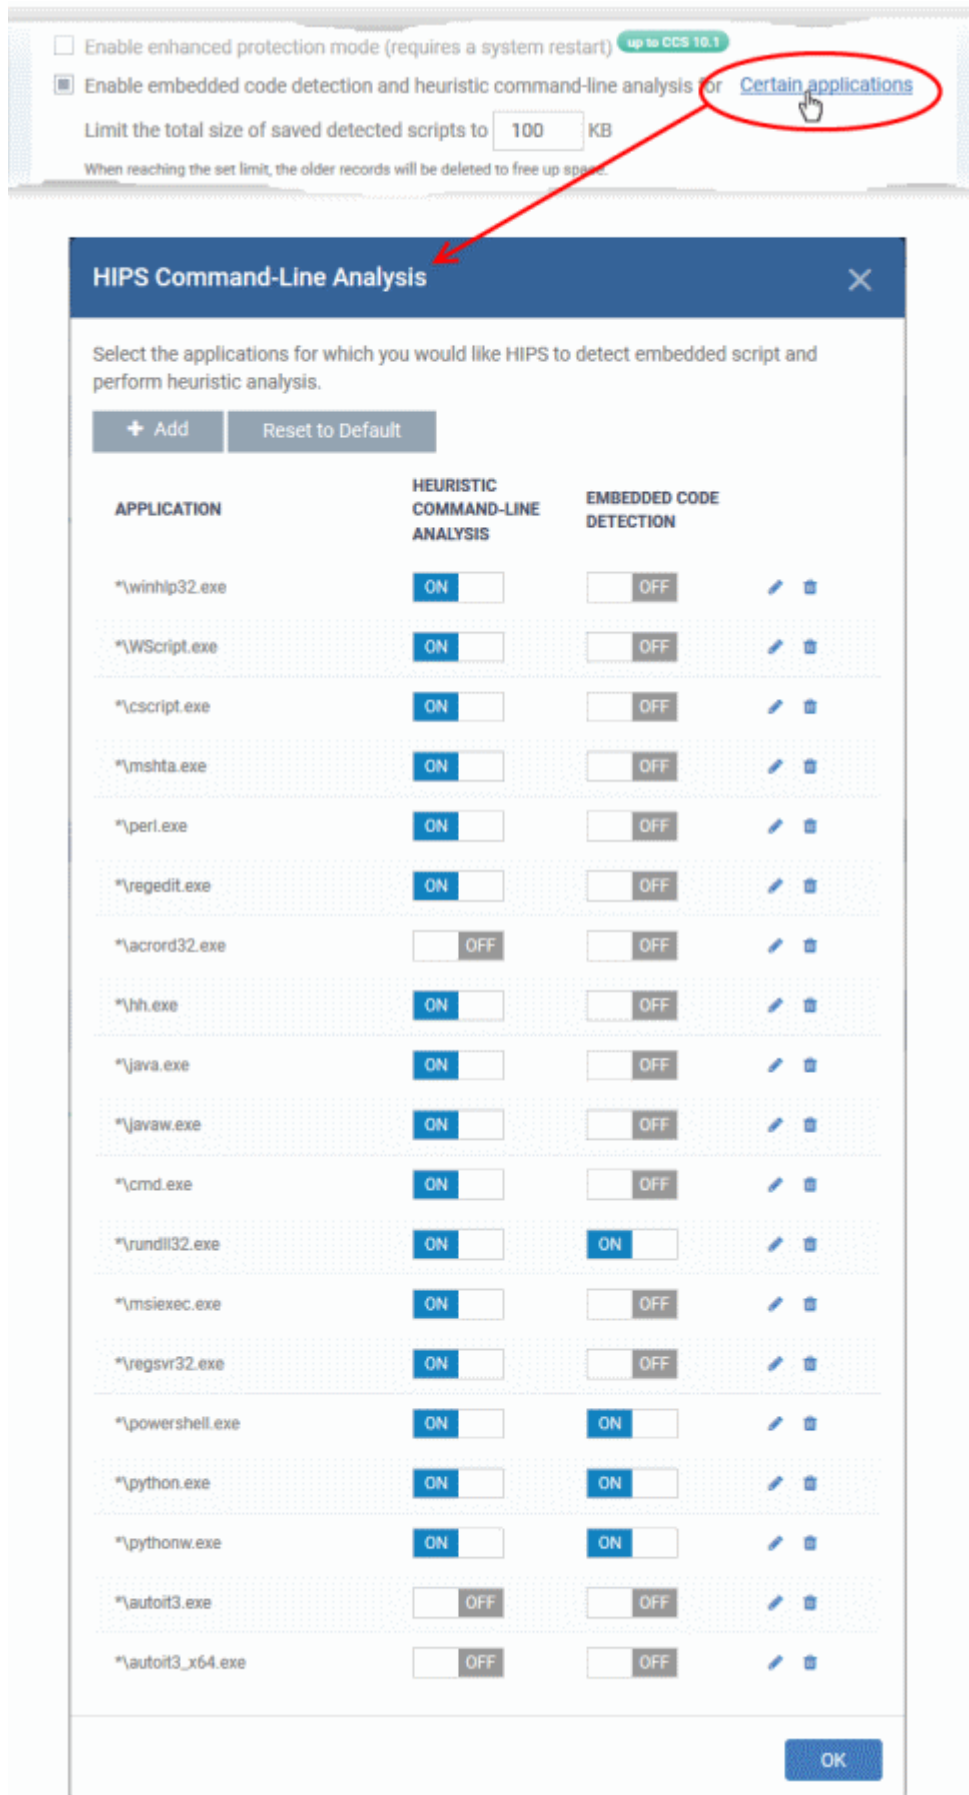 Enable enhanced protection mode (requires a system restart) up to CCS 10.1
Enable embedded code detection and heuristic command-line analysis for Certain applications
Limit the total size of saved detected scripts to 100 KB
When reaching the set limit, the older records will be deleted to free up space.
HIPS Command-Line Analysis
Select the applications for which you would like HIPS to detect embedded script and
perform heuristic analysis.
+ Add Reset to Default
APPLICATION HEURISTIC COMMAND-LINE ANALYSIS EMBEDDED CODE DETECTION
*\winhlp32.exe ON OFF
*\WScript.exe ON OFF
*\cscript.exe ON OFF
*\mshta.exe ON OFF
*\perl.exe ON OFF
*\regedit.exe ON OFF
*\acrord32.exe OFF OFF
*\hh.exe ON OFF
*\java.exe ON OFF
*\javaw.exe ON OFF
*\cmd.exe ON OFF
*\rundll32.exe ON ON
*\msiexec.exe ON OFF
*\regsvr32.exe ON OFF
*\powershell.exe ON ON
*\python.exe ON ON
*\pythonw.exe ON ON
*\autoit3.exe OFF OFF
*\autoit3_x64.exe OFF OFF
OK